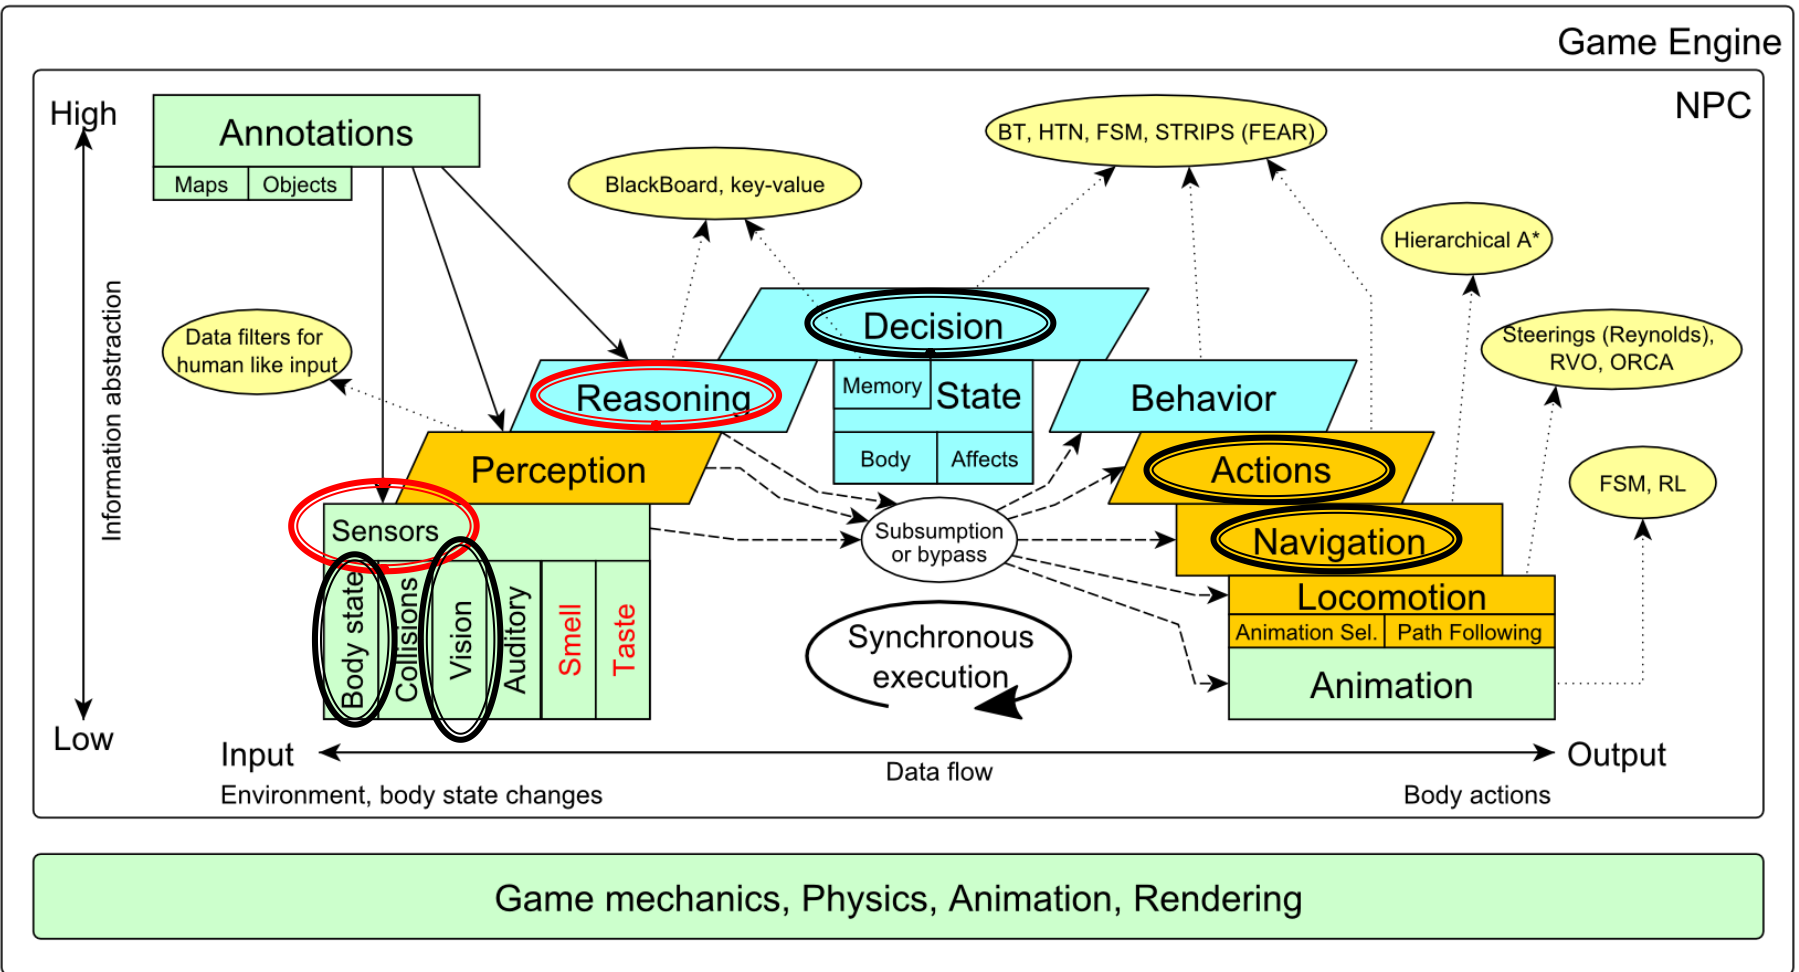 Game Engine
NPC
High
Annotations
Maps
Objects
BlackBoard, key-value
BT, HTN, FSM, STRIPS (FEAR)
Hierarchical A*
Information abstraction
Data filters for
human like input
Decision
Steerings (Reynolds),
RVO, ORCA
Reasoning
Memory
State
Behavior
Body
Affects
Perception
Actions
FSM, RL
Sensors
Subsumption
or bypass
Navigation
Body state
Collisions
Vision
Auditory
Smell
Taste
Locomotion
Animation Sel.
Path Following
Synchronous
execution
Animation
Low
Input
Output
Data flow
Environment, body state changes
Body actions
Game mechanics, Physics, Animation, Rendering